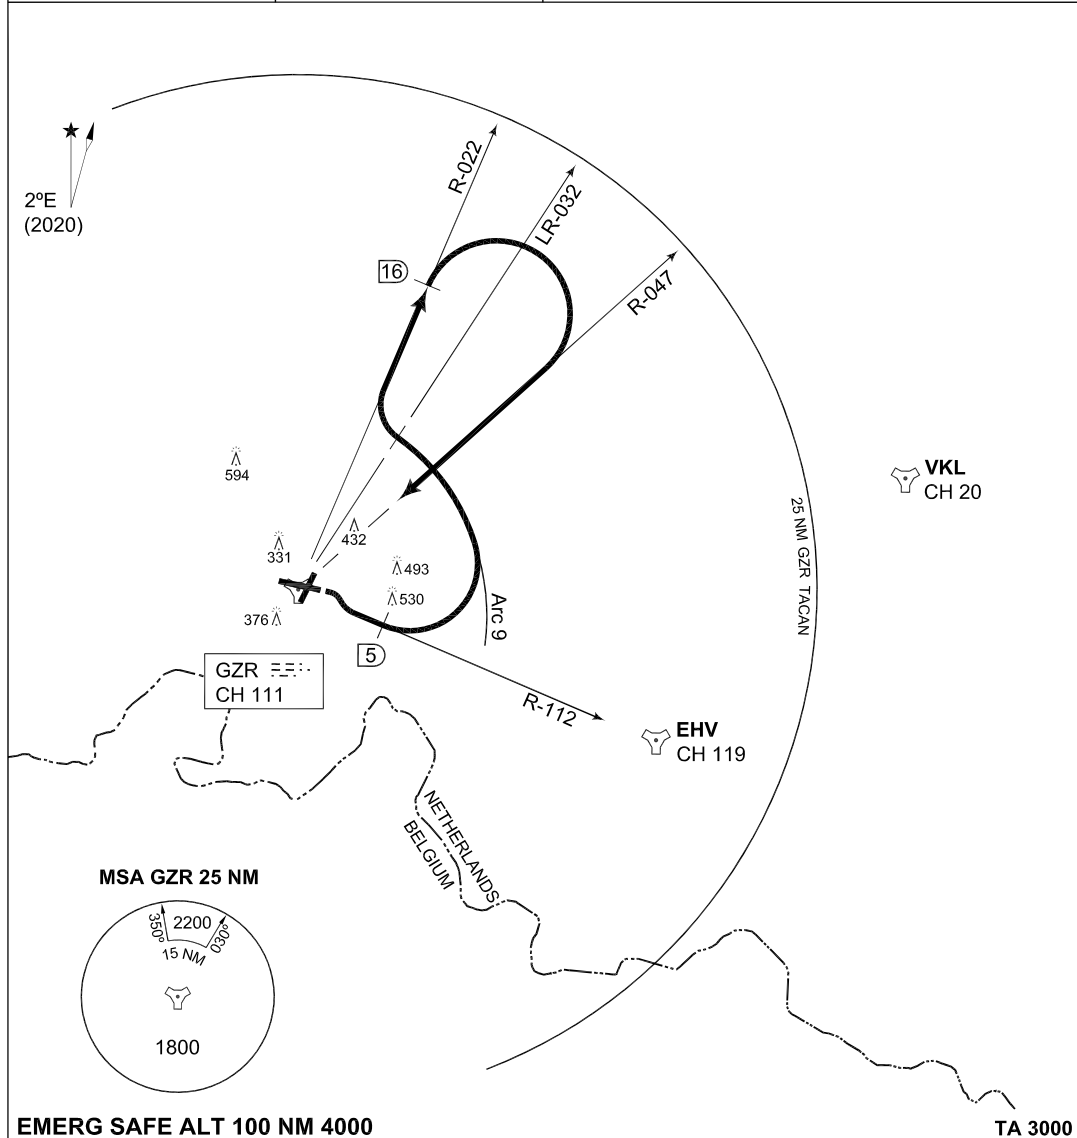 R-022
LR-032
R-047
2ºE
(2020)
16
594
VKL
CH 20
25 NM GZR TACAN
432
331
493
530
376
Arc 9
5
GZR
CH 111
R-112
EHV
CH 119
NETHERLANDS
BELGIUM
MSA GZR 25 NM
350º
2200
030º
15 NM
1800
EMERG SAFE ALT 100 NM 4000
TA 3000